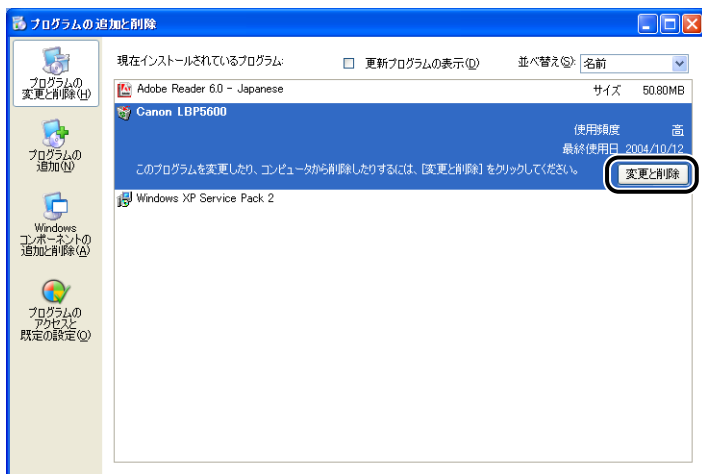 プログラムの追加と削除
現在インストールされているプログラム:
更新プログラムの表示(D)
並べ替え(S):
名前
プログラムの
変更と削除(H)
プログラムの
追加(N)
Windows
コンポーネントの
追加と削除(A)
プログラムの
アクセスと
既定の設定(O)
Adobe Reader 6.0 - Japanese
サイズ 50.80MB
Canon LBP5600
使用頻度 高
最終使用日 2004/10/12
このプログラムを変更したり、コンピュータから削除したりするには、[変更と削除] をクリックしてください。
変更と削除
Windows XP Service Pack 2